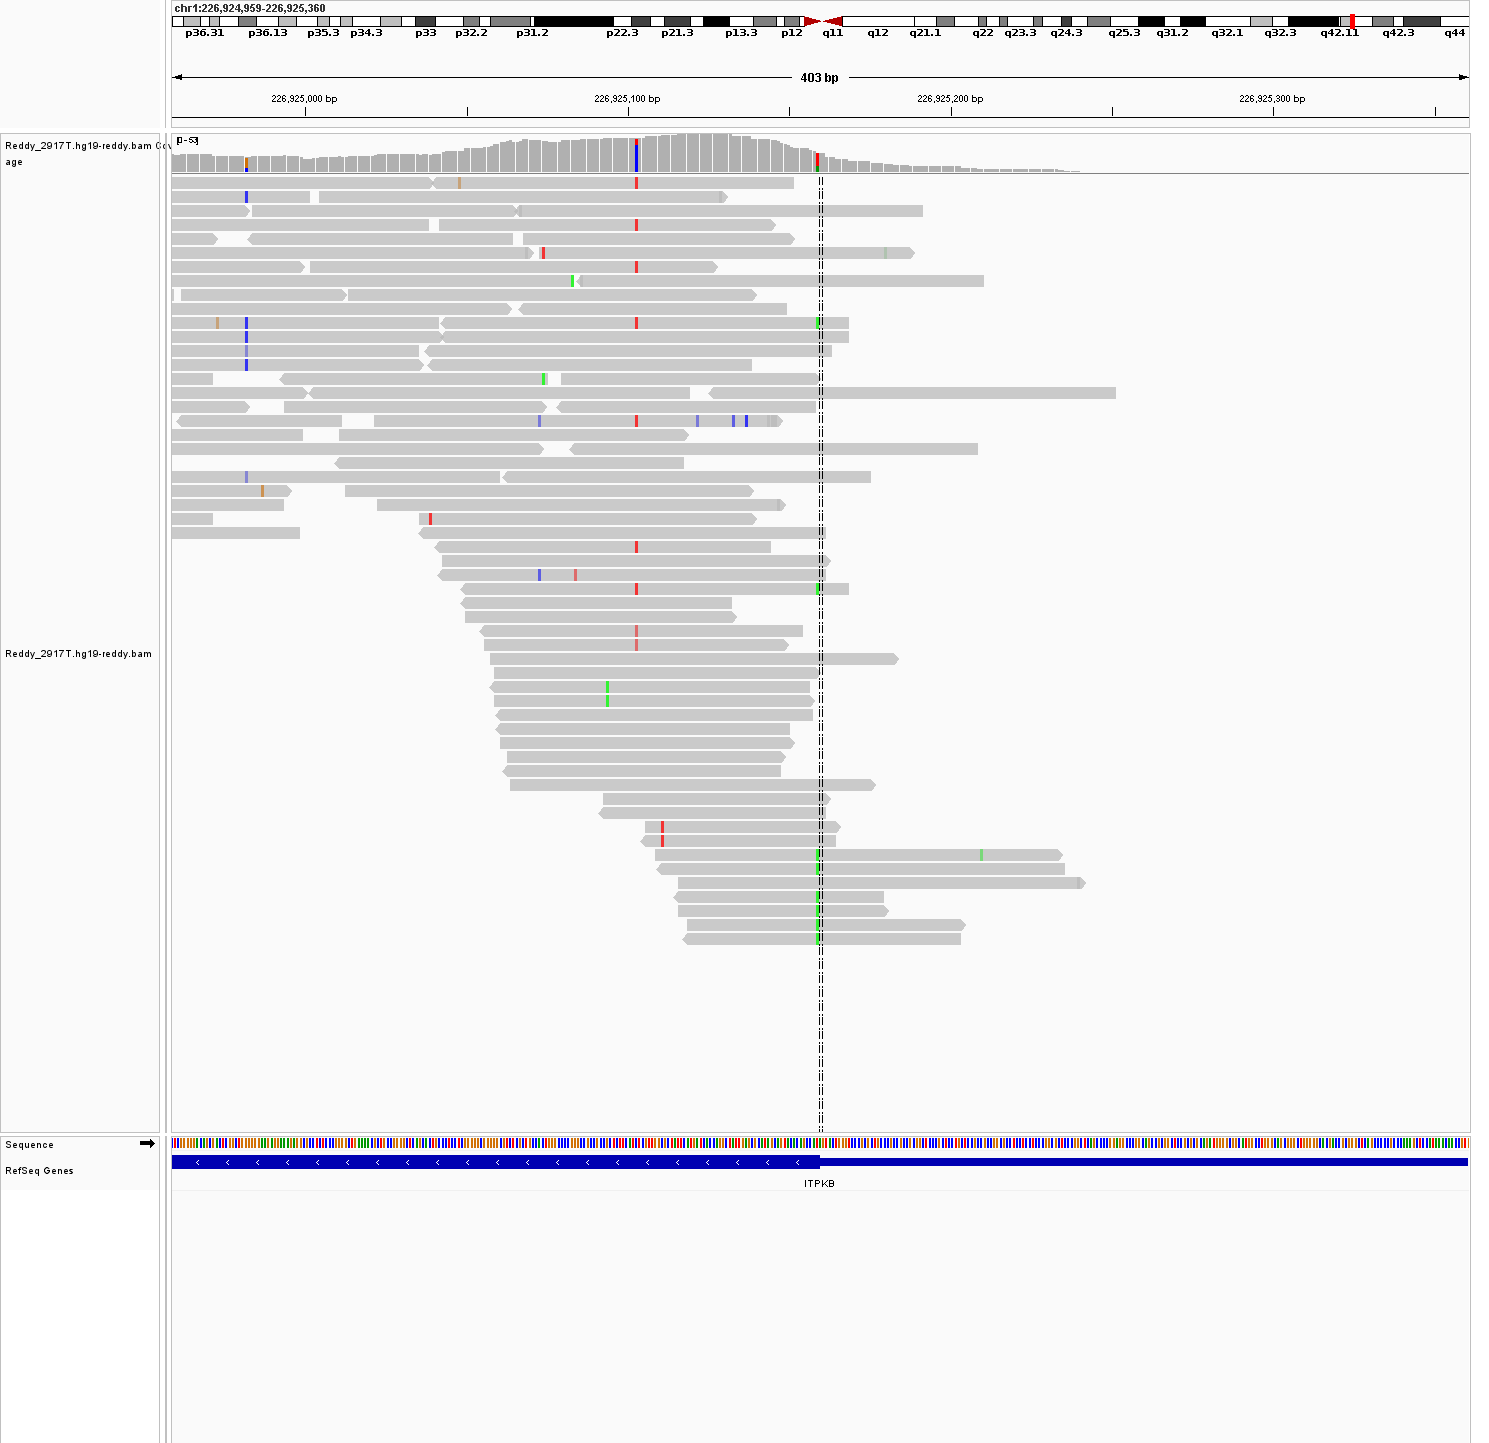 chr1:226,924,959-226,925,360
p36.31 p36.13 p35.3 p34.3 p33 p32.2 p31.2 p22.3 p21.3 p13.3 p12 q11 q12 q21.1 q22 q23.3 q24.3 q25.3 q31.2 q32.1 q32.3 q42.11 q42.3 q44
403 bp
226,925,000 bp 226,925,100 bp 226,925,200 bp 226,925,300 bp
Reddy_2917T.hg19-reddy.bam Cov
age
[0 - 53]
Reddy_2917T.hg19-reddy.bam
Sequence
RefSeq Genes
ITPKB